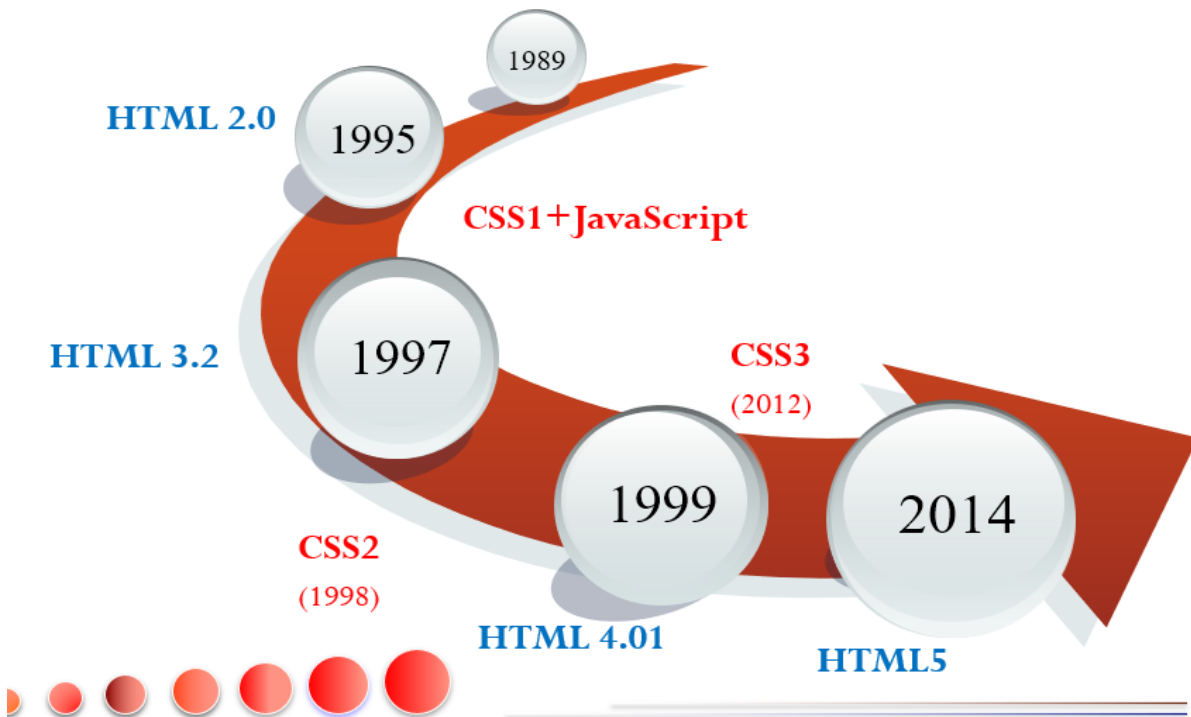 1989
HTML 2.0
1995
CSS1+JavaScript
HTML 3.2
1997
CSS3
(2012)
1999
2014
CSS2
(1998)
HTML 4.01
HTML5